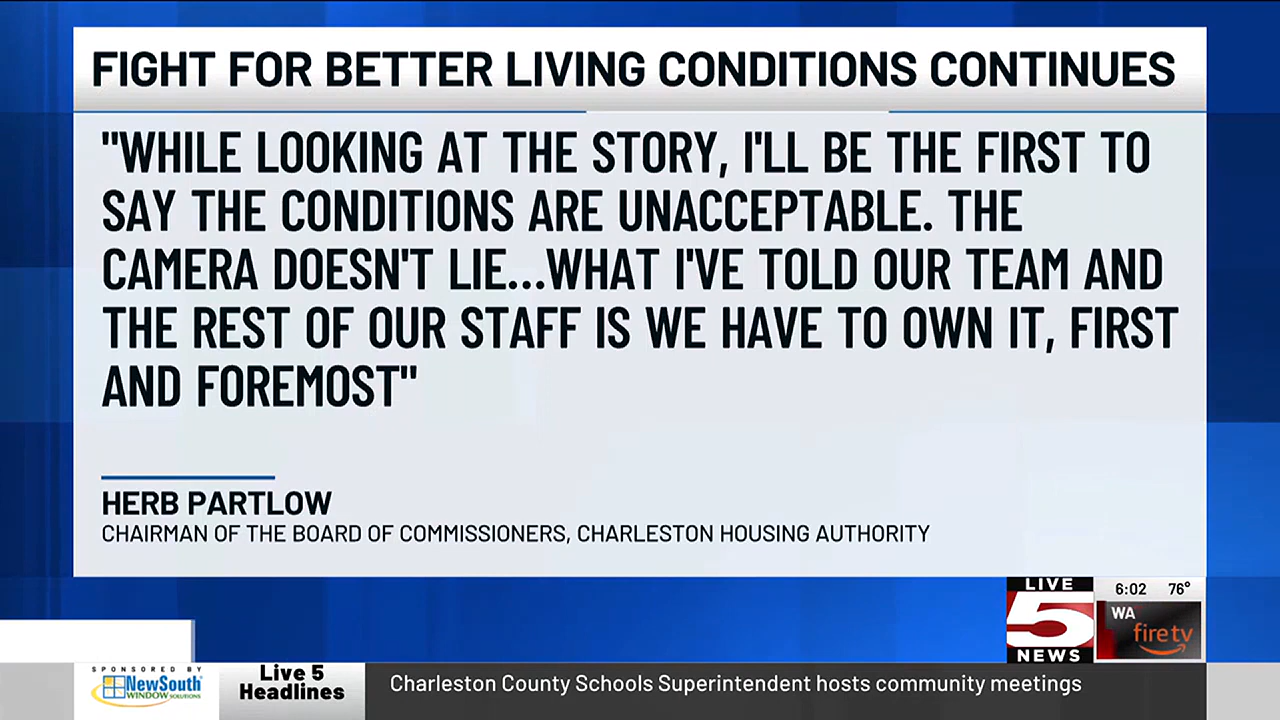 FIGHT FOR BETTER LIVING CONDITIONS CONTINUES
"WHILE LOOKING AT THE STORY, I'LL BE THE FIRST TO
SAY THE CONDITIONS ARE UNACCEPTABLE. THE
CAMERA DOESN'T LIE...WHAT I'VE TOLD OUR TEAM AND
THE REST OF OUR STAFF IS WE HAVE TO OWN IT, FIRST
AND FOREMOST"
HERB PARTLOW
CHAIRMAN OF THE BOARD OF COMMISSIONERS, CHARLESTON HOUSING AUTHORITY
LIVE
5
NEWS
6:02 76°
WA
fire tv
SPONSORED BY
NewSouth
WINDOW SOLUTIONS
Live 5
Headlines
Charleston County Schools Superintendent hosts community meetings